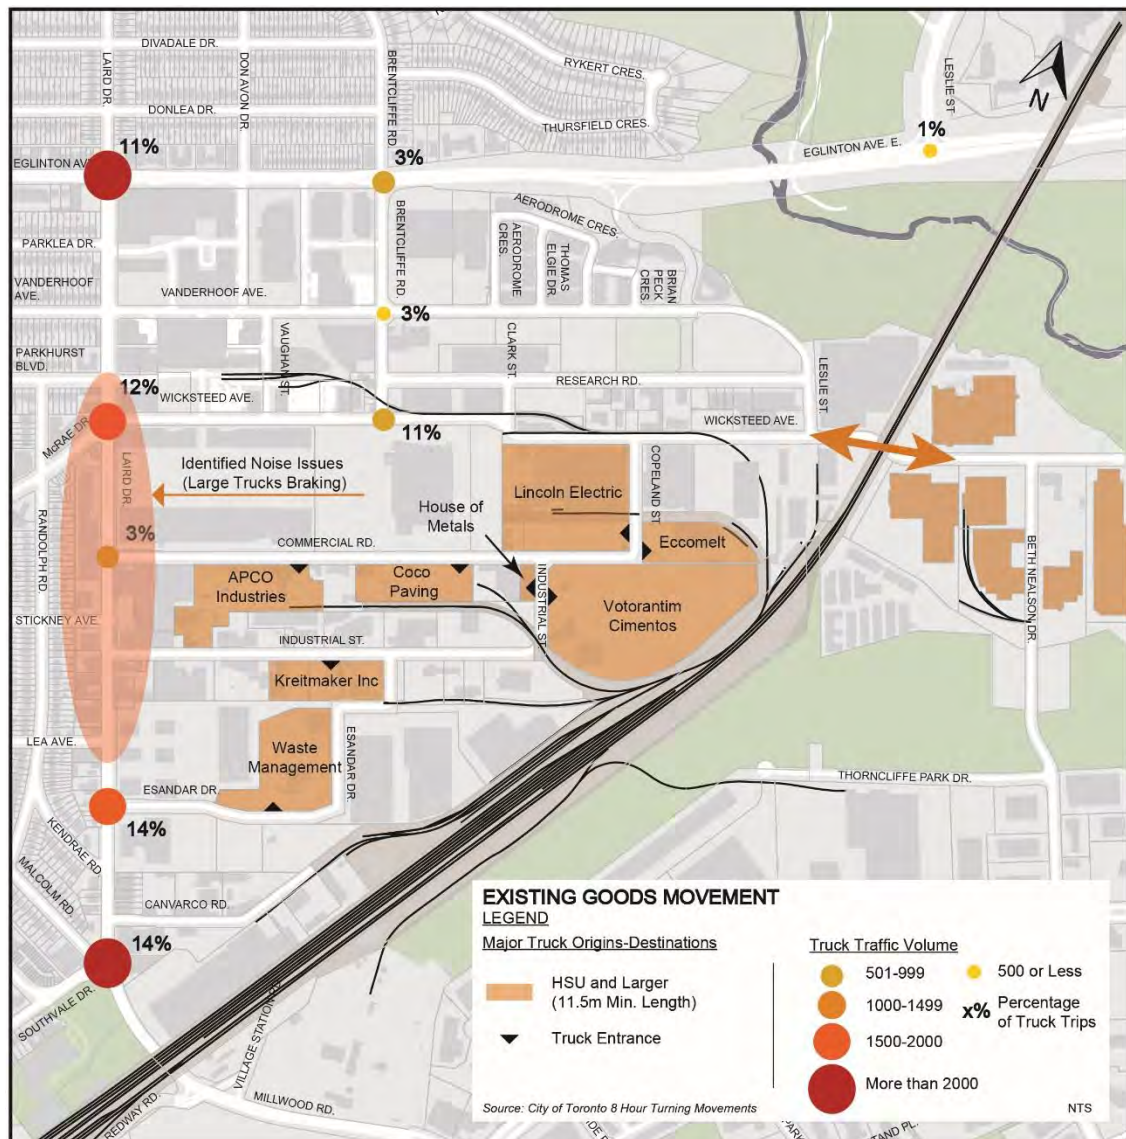 DIVADALE DR.
LAIRD DR.
DON AVON DR.
BRENTCLIFFE RD.
RYKERT CRES.
LESLIE ST.
N
DONLEA DR.
THURSFIELD CRES.
11%
EGLINTON AVE.
3%
1%
EGLINTON AVE. E.
BRENTCLIFFE RD.
AERODROME CRES.
PARKLEA DR.
AERODROME
CRES.
THOMAS
ELGIE DR.
BRIAN
PECK
CRES.
VANDERHOOF
AVE.
VANDERHOOF AVE.
3%
VAUGHAN ST.
CLARK ST.
PARKHURST
BLVD.
LESLIE ST.
RESEARCH RD.
12%
WICKSTEED AVE.
11%
WICKSTEED AVE.
McRAE DR.
LAIRD DR.
Identified Noise Issues
(Large Trucks Braking)
Lincoln Electric
COPELAND ST.
House of
Metals
RANDOLPH RD.
3%
COMMERCIAL RD.
Eccomelt
BETH NEALSON DR.
APCO
Industries
Coco
Paving
INDUSTRIAL ST.
Votorantim
Cimentos
STICKNEY AVE.
INDUSTRIAL ST.
Kreitmaker Inc
LEA AVE.
Waste
Management
ESANDAR DR.
ESANDAR DR.
THORNCLIFFE PARK DR.
14%
KENDRAE RD.
MALCOLM RD.
CANVARCO RD.
14%
SOUTHVALE DR.
VILLAGE STATION
REDWAY RD.
MILLWOOD RD.
EXISTING GOODS MOVEMENT
LEGEND
Major Truck Origins-Destinations
HSU and Larger
(11.5m Min. Length)
Truck Entrance
Truck Traffic Volume
501-999
1000-1499
1500-2000
More than 2000
500 or Less
x% Percentage
of Truck Trips
Source: City of Toronto 8 Hour Turning Movements
NTS